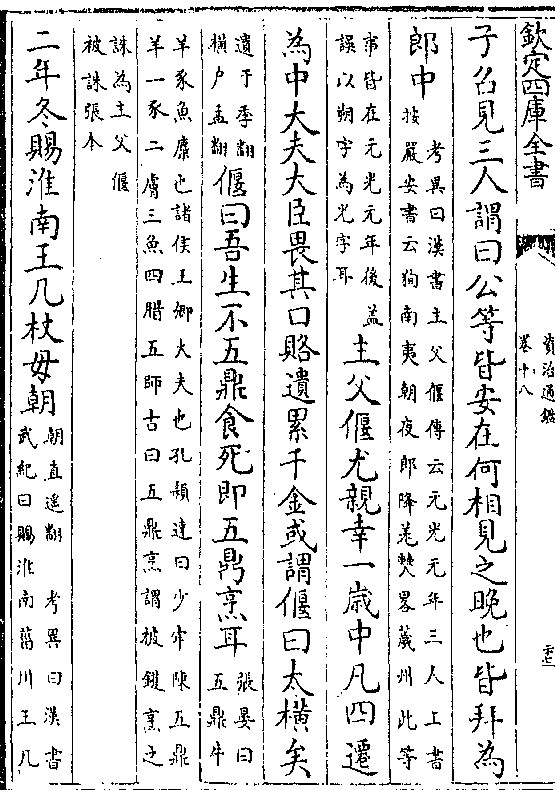 欽定四庫全書
資治通鑑
卷十八
子召見三人謂曰公等皆安在何相見之晚也皆拜為
郎中
考異曰漢書主父偃傳云元光元年三人上書
按嚴安書云狥南夷朝夜郎降羌僰畧薉州此等
事皆在元光元年後盖
誤以朔字為光字耳
主父偃尤親幸一歳中凡四遷
為中大夫大臣畏其口賂遺累千金或謂偃曰太橫矣
遺于季翻
橫户孟翻
偃曰吾生不五鼎食死即五鼎烹耳
張晏曰
五鼎牛
羊豕魚麋也諸侯五卿大夫三孔穎達曰少牢陳五鼎
羊一豕二膚三魚四腊五師古曰五鼎烹謂被鑊烹之
誅為主父偃
被誅張本
二年冬賜淮南王几杖毋朝
朝直遥翻 考異曰漢書
武紀曰賜淮南菑川王几